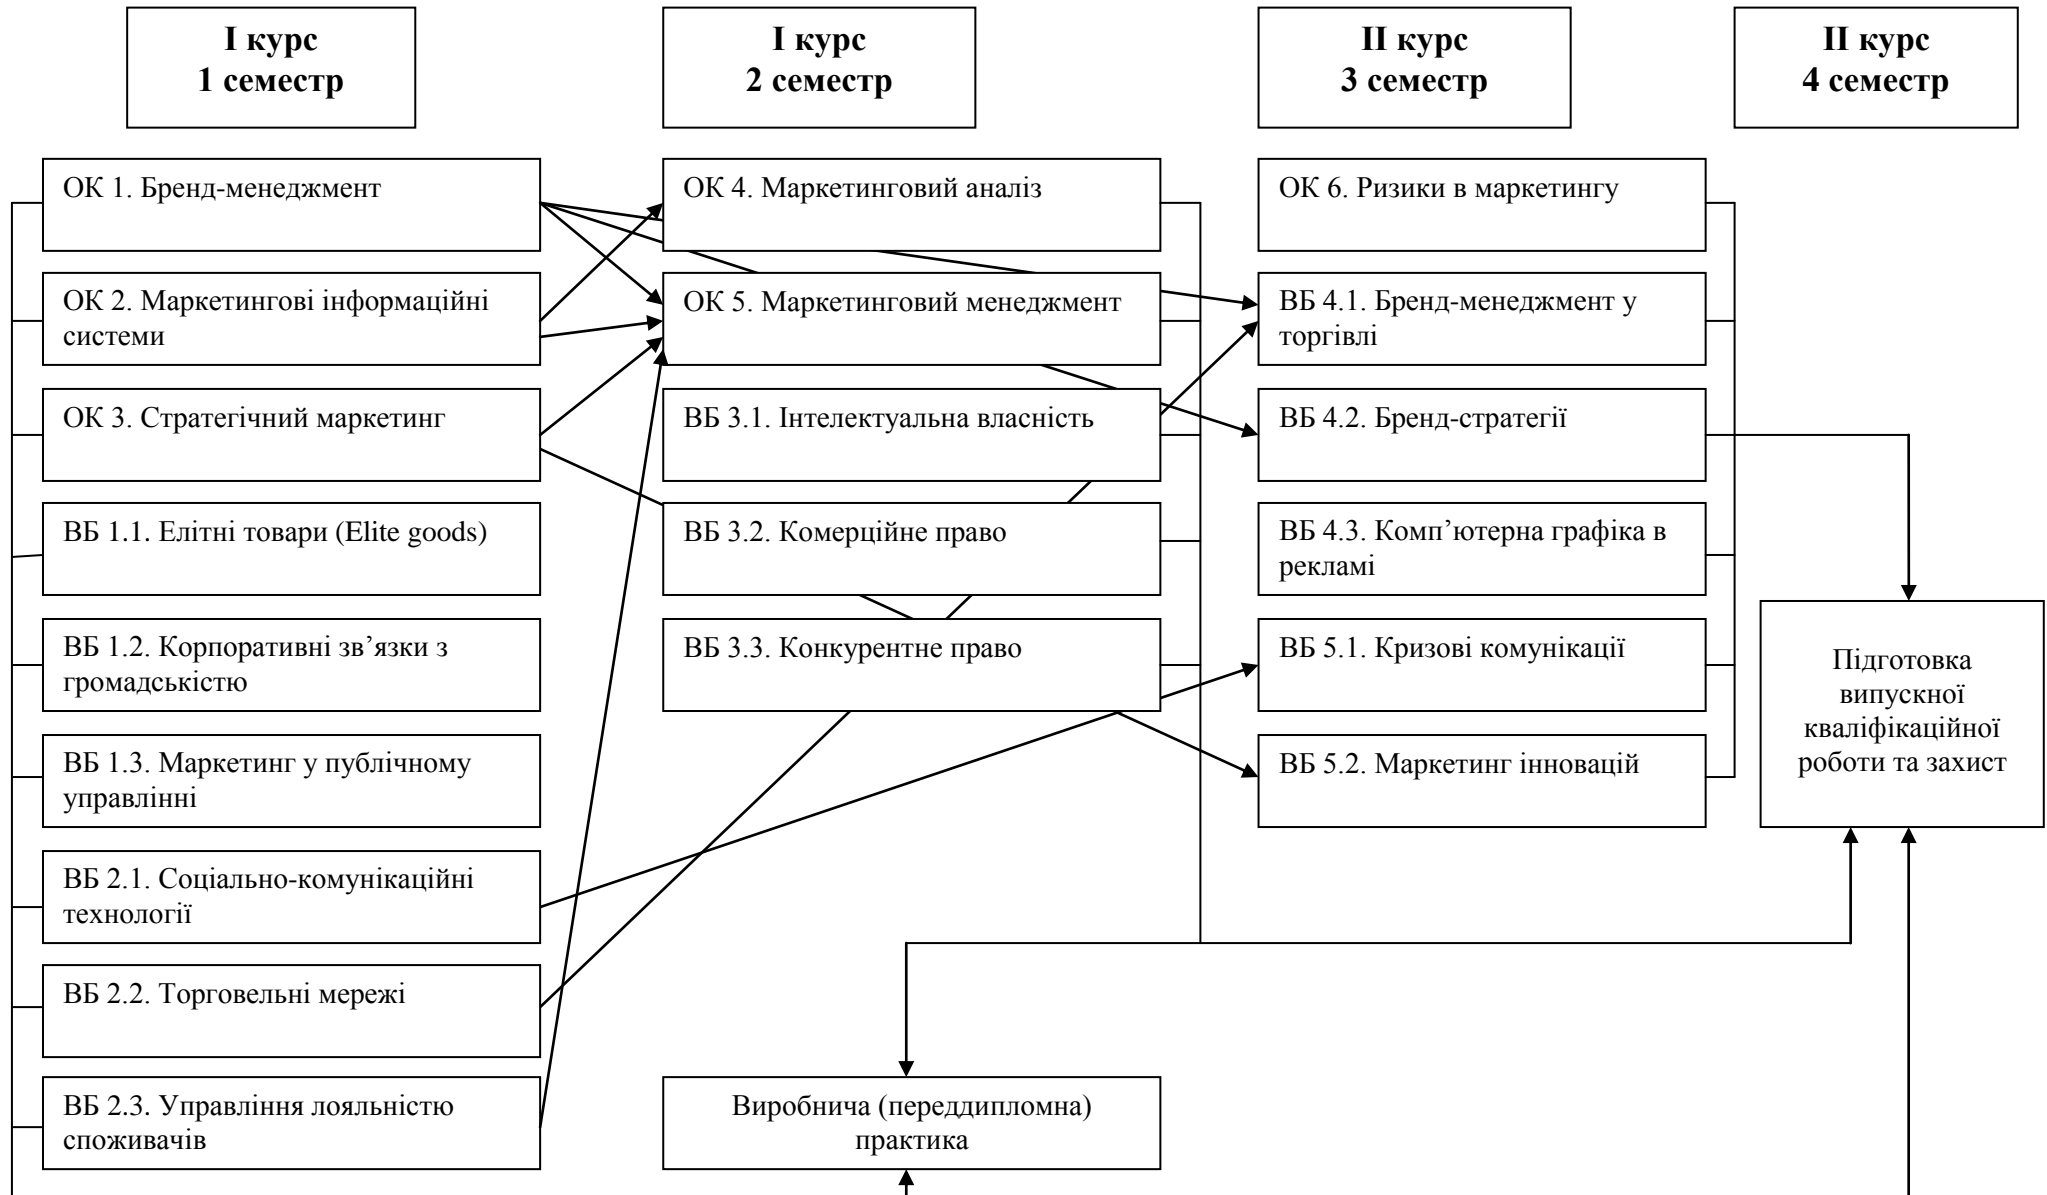 I курс
1 семестр
I курс
2 семестр
II курс
3 семестр
II курс
4 семестр
ОК 1. Бренд-менеджмент
ОК 2. Маркетингові інформаційні
системи
ОК 3. Стратегічний маркетинг
ВБ 1.1. Елітні товари (Elite goods)
ВБ 1.2. Корпоративні зв’язки з
громадськістю
ВБ 1.3. Маркетинг у публічному
управлінні
ВБ 2.1. Соціально-комунікаційні
технології
ВБ 2.2. Торговельні мережі
ВБ 2.3. Управління лояльністю
споживачів
ОК 4. Маркетинговий аналіз
ОК 5. Маркетинговий менеджмент
ВБ 3.1. Інтелектуальна власність
ВБ 3.2. Комерційне право
ВБ 3.3. Конкурентне право
Виробнича (переддипломна)
практика
ОК 6. Ризики в маркетингу
ВБ 4.1. Бренд-менеджмент у
торгівлі
ВБ 4.2. Бренд-стратегії
ВБ 4.3. Комп’ютерна графіка в
рекламі
ВБ 5.1. Кризові комунікації
ВБ 5.2. Маркетинг інновацій
Підготовка
випускної
кваліфікаційної
роботи та захист